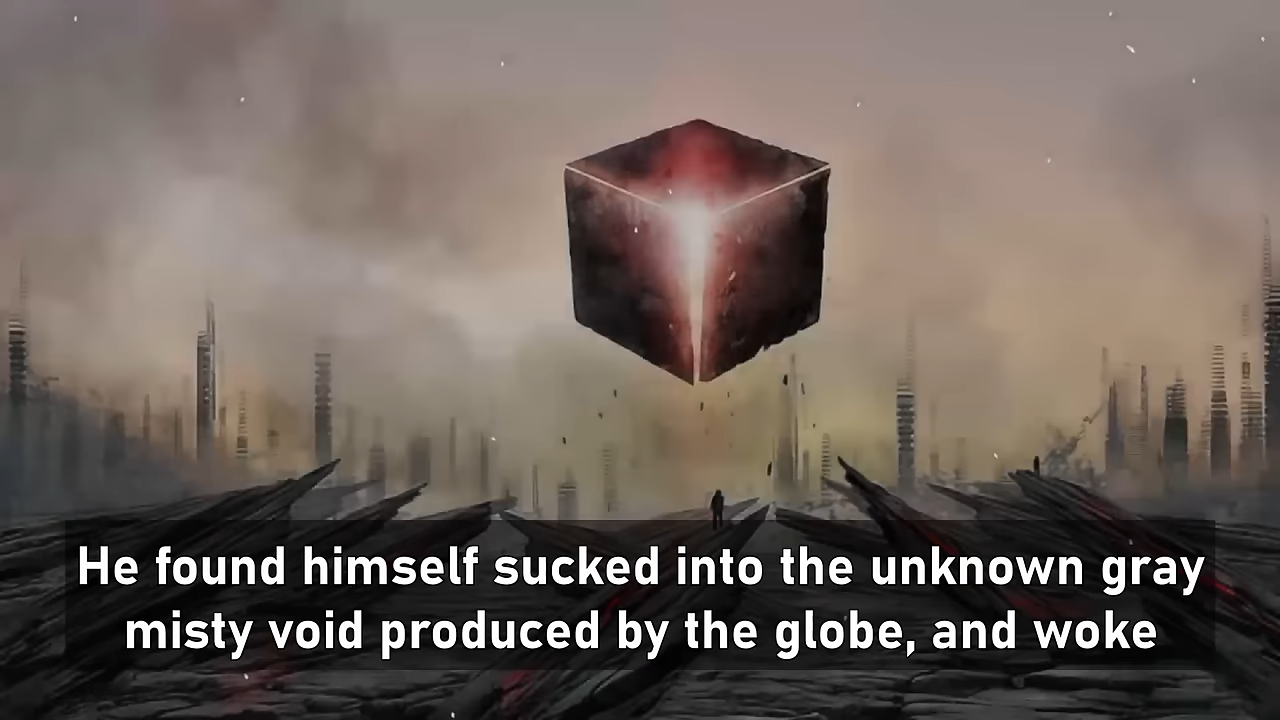 He found himself sucked into the unknown gray
misty void produced by the globe, and woke